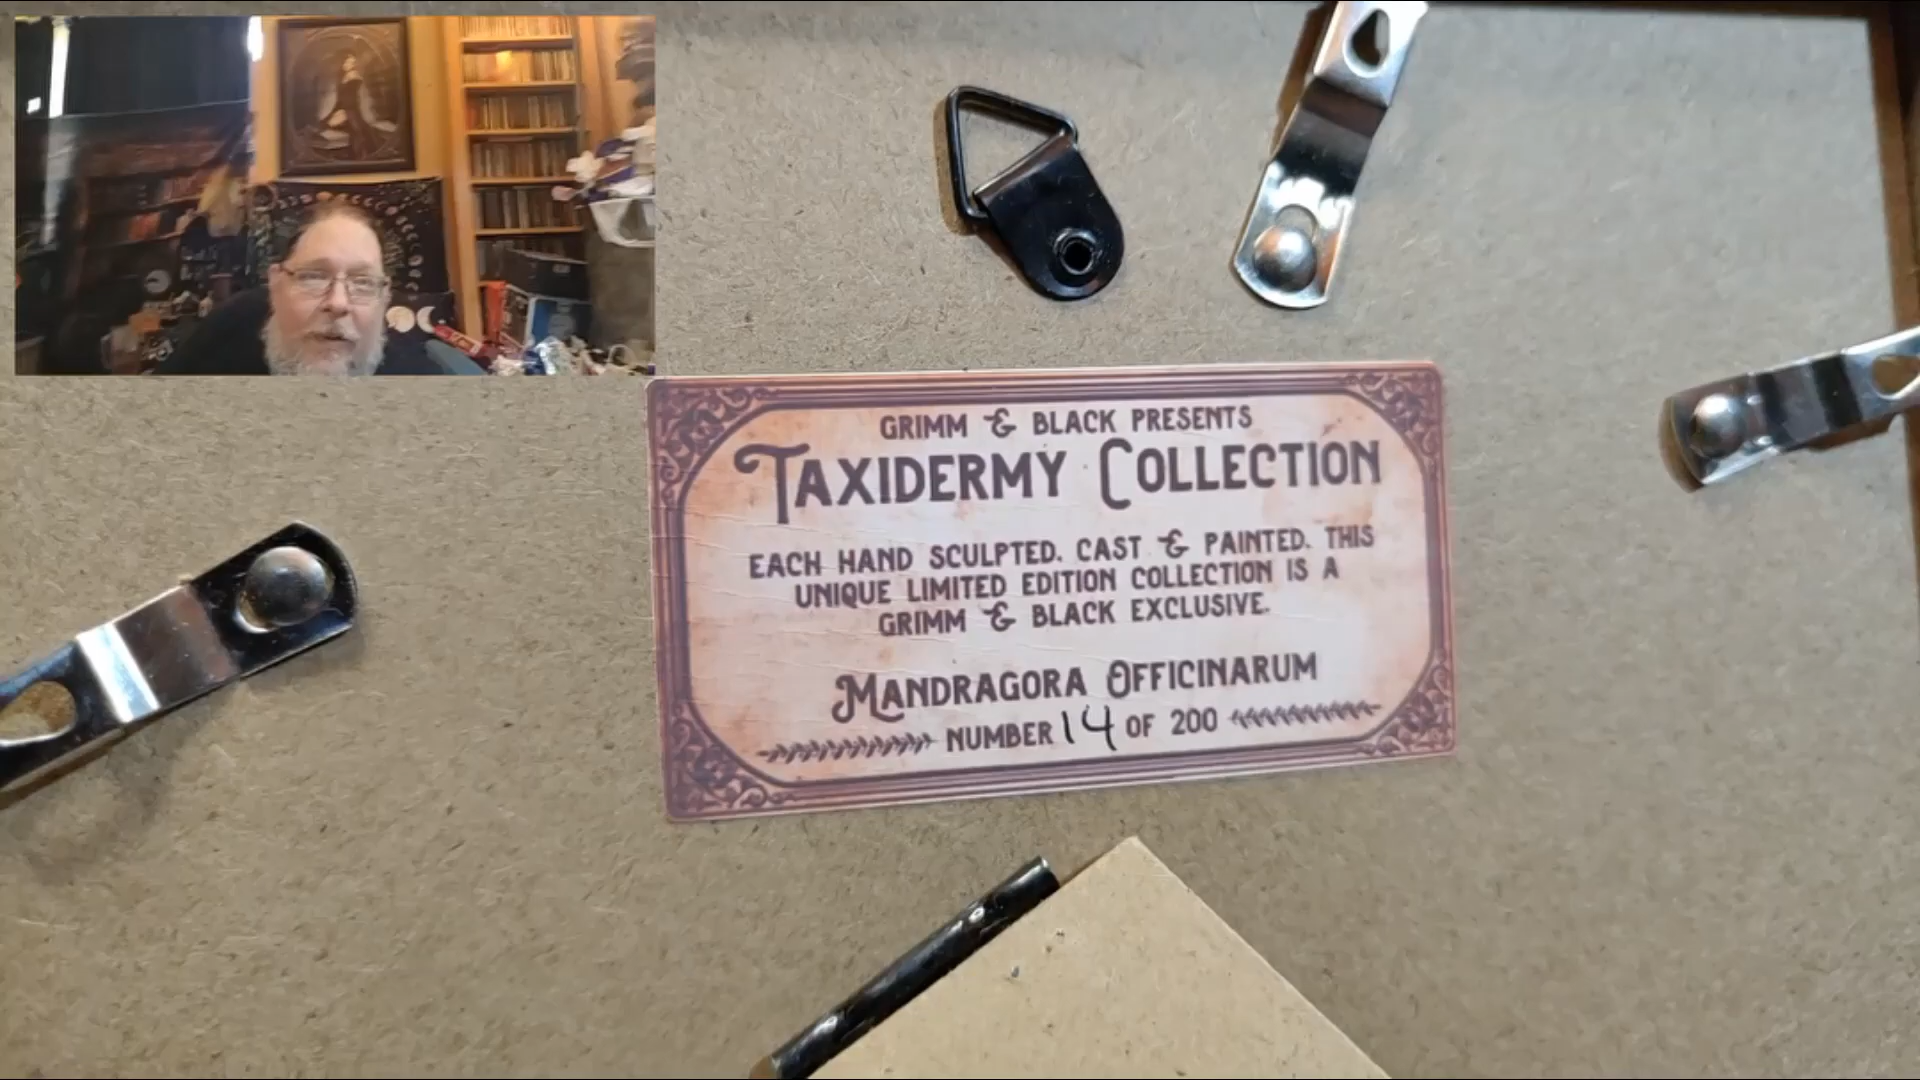 GRIMM & BLACK PRESENTS
TAXIDERMY COLLECTION
EACH HAND SCULPTED. CAST & PAINTED. THIS
UNIQUE LIMITED EDITION COLLECTION IS A
GRIMM & BLACK EXCLUSIVE.
MANDRAGORA OFFICINARUM
NUMBER 14 OF 200